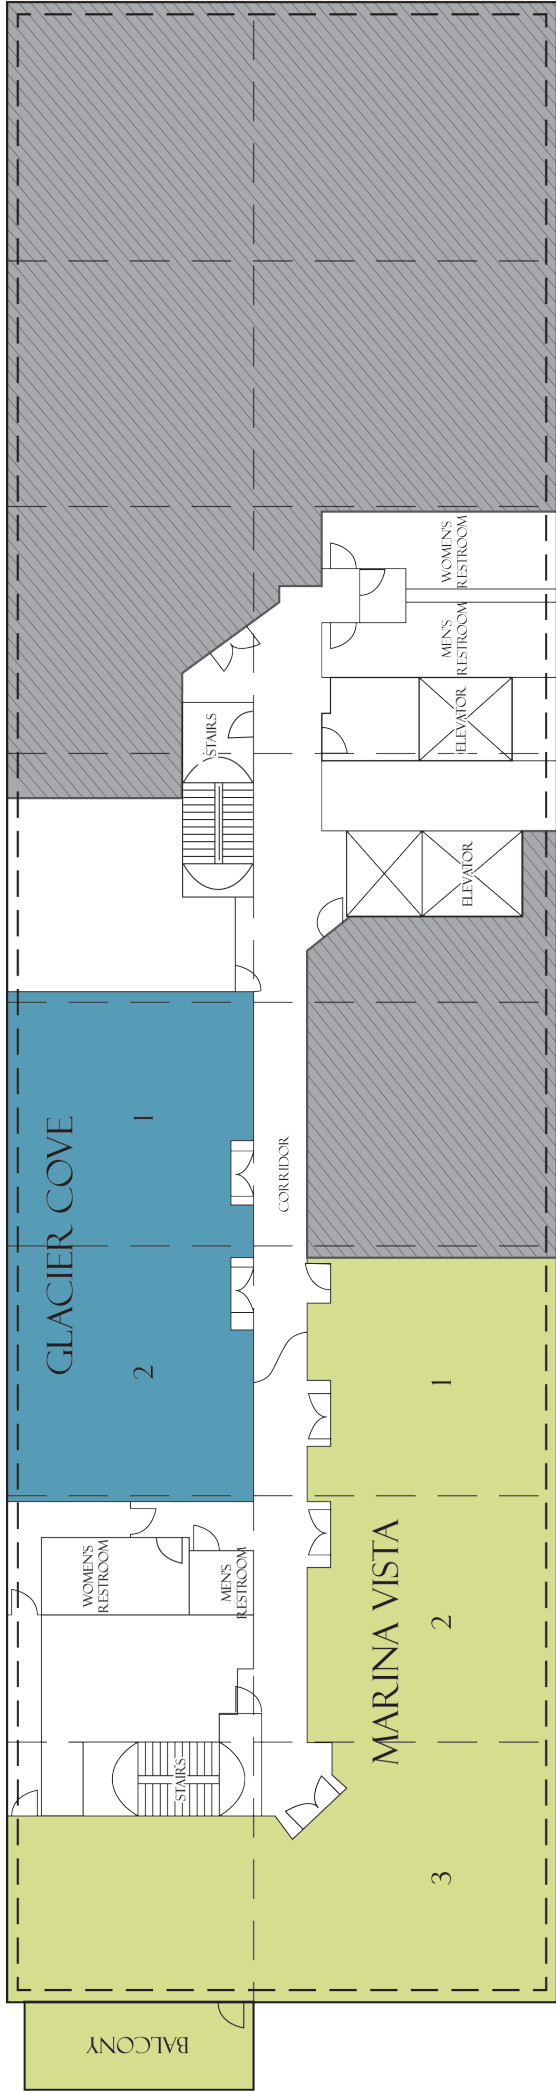 WOMEN'S
RESTROOM
MEN'S
RESTROOM
ELEVATOR
STAIRS
ELEVATOR
GLACIER COVE
1
2
CORRIDOR
1
WOMEN'S
RESTROOM
MEN'S
RESTROOM
MARINA VISTA
2
STAIRS
3
BALCONY